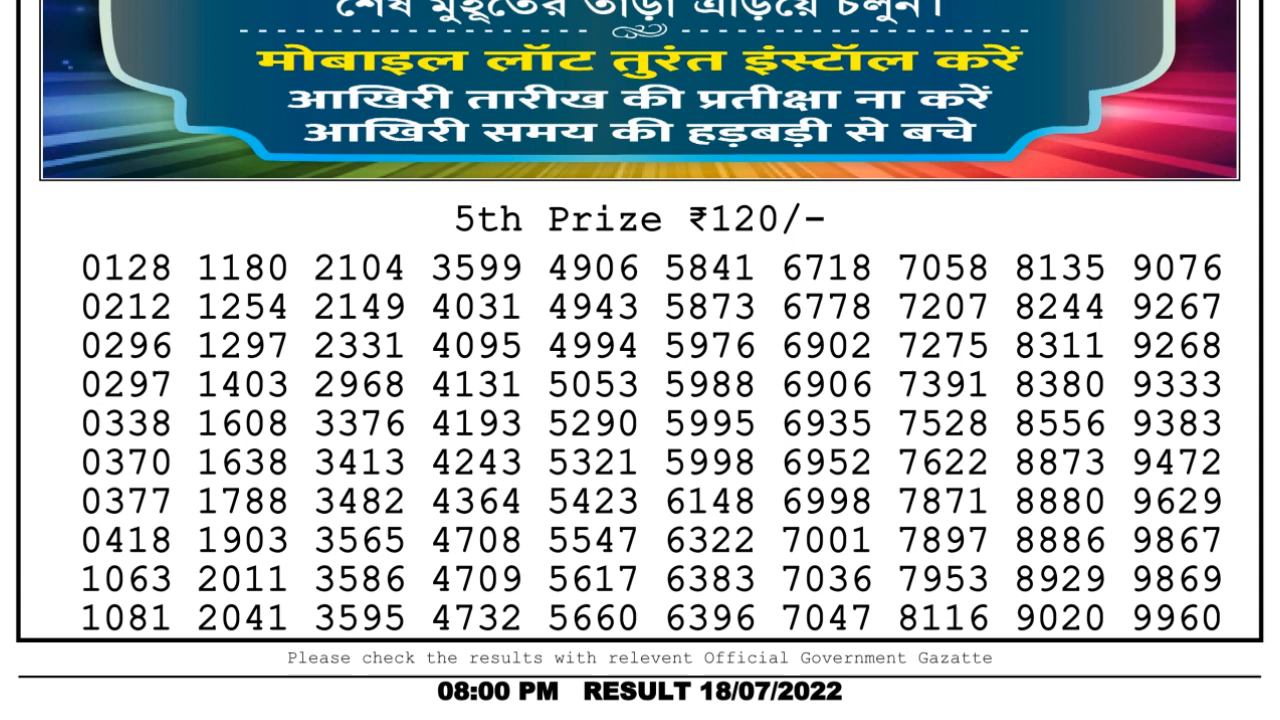 শেষ মুহূর্তের তাড়া এড়িয়ে চলুন।
मोबाइल लॉट तुरंत इंस्टॉल करें
आखिरी तारीख की प्रतीक्षा ना करें
आखिरी समय की हड़बड़ी से बचे
5th Prize ₹120/-
0128 1180 2104 3599 4906 5841 6718 7058 8135 9076
0212 1254 2149 4031 4943 5873 6778 7207 8244 9267
0296 1297 2331 4095 4994 5976 6902 7275 8311 9268
0297 1403 2968 4131 5053 5988 6906 7391 8380 9333
0338 1608 3376 4193 5290 5995 6935 7528 8556 9383
0370 1638 3413 4243 5321 5998 6952 7622 8873 9472
0377 1788 3482 4364 5423 6148 6998 7871 8880 9629
0418 1903 3565 4708 5547 6322 7001 7897 8886 9867
1063 2011 3586 4709 5617 6383 7036 7953 8929 9869
1081 2041 3595 4732 5660 6396 7047 8116 9020 9960
Please check the results with relevent Official Government Gazatte
08:00 PM RESULT 18/07/2022